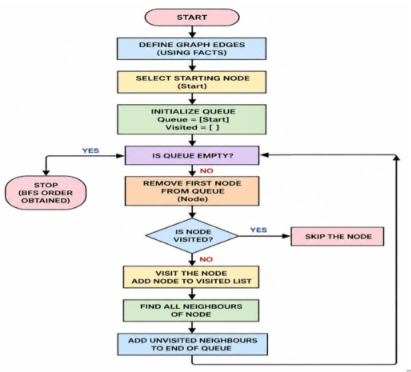 START
DEFINE GRAPH EDGES
(USING FACTS)
SELECT STARTING NODE
(Start)
INITIALIZE QUEUE
Queue = [Start]
Visited = [ ]
YES
IS QUEUE EMPTY?
NO
STOP
(BFS ORDER
OBTAINED)
REMOVE FIRST NODE
FROM QUEUE
(Node)
IS NODE
VISITED?
YES
SKIP THE NODE
NO
VISIT THE NODE
ADD NODE TO VISITED LIST
FIND ALL NEIGHBOURS
OF NODE
ADD UNVISITED NEIGHBOURS
TO END OF QUEUE